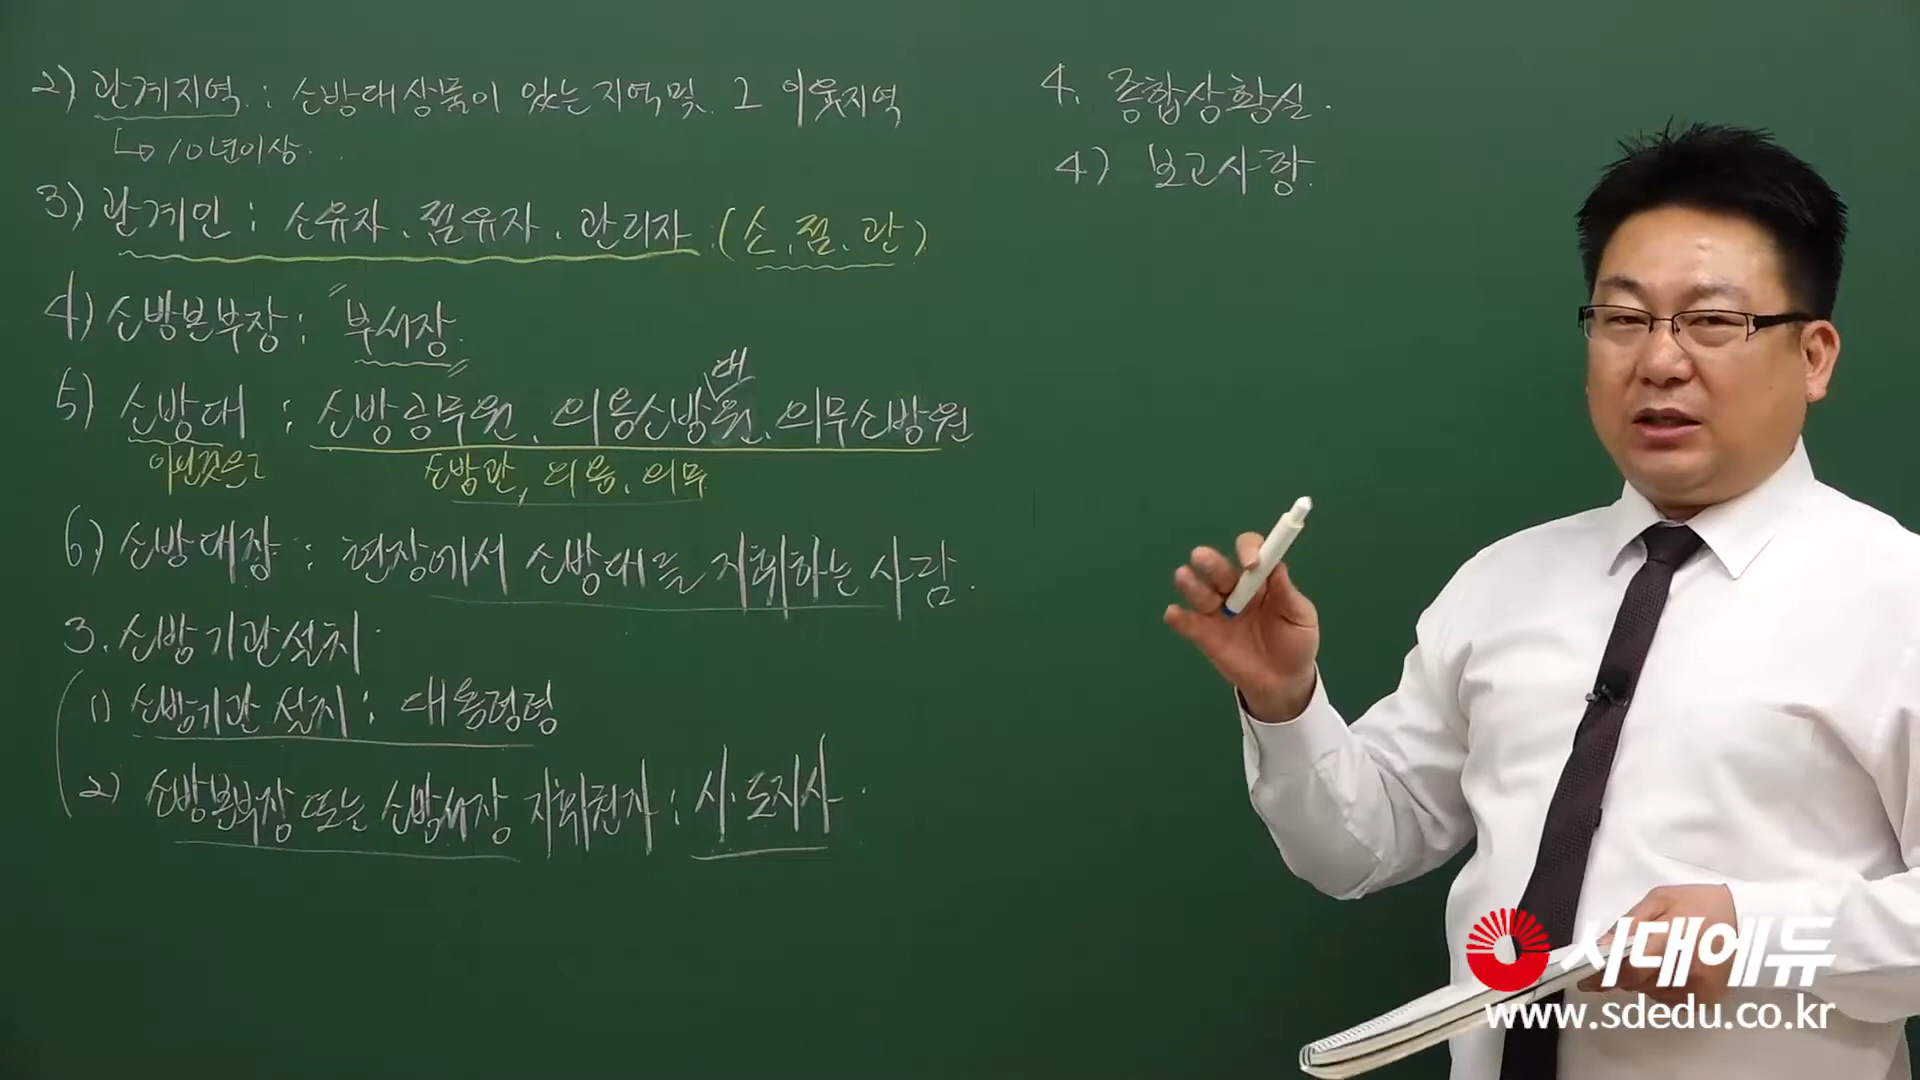 2) 관계지역 : 소방대상물이 있는 지역 및 그 이웃지역
↳ 10년이상.
3) 관계인 : 소유자, 점유자, 관리자 (소, 점, 관)
4) 소방본부장 : "부서장"
대
5) 소방대 : 소방공무원, 의용소방원, 의무소방원
아닌것은?
소방관, 의용, 의무
6) 소방대장 : 현장에서 소방대를 지휘하는 사람.
3. 소방기관설치.
1) 소방기관 설치 : 대통령령
2) 소방본부장 또는 소방서장 지휘권자 : 시·도지사.
4. 종합상황실.
4) 보고사항.
시대에듀
www.sdedu.co.kr